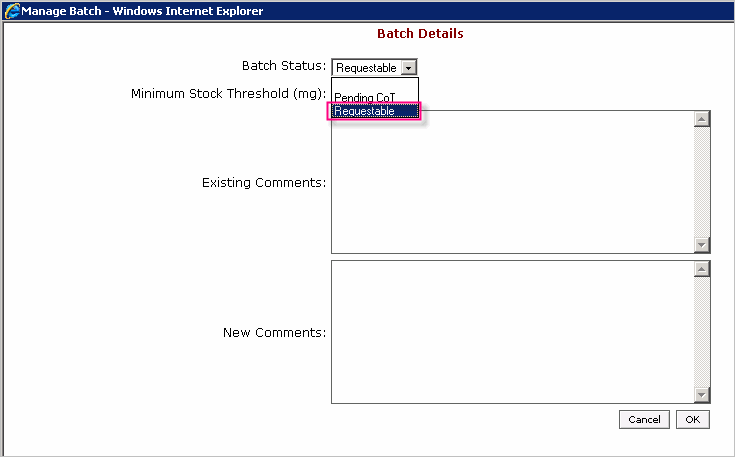 Manage Batch - Windows Internet Explorer
Batch Details
Batch Status: Requestable
Pending CoT
Requestable
Minimum Stock Threshold (mg):
Existing Comments:
New Comments:
Cancel OK